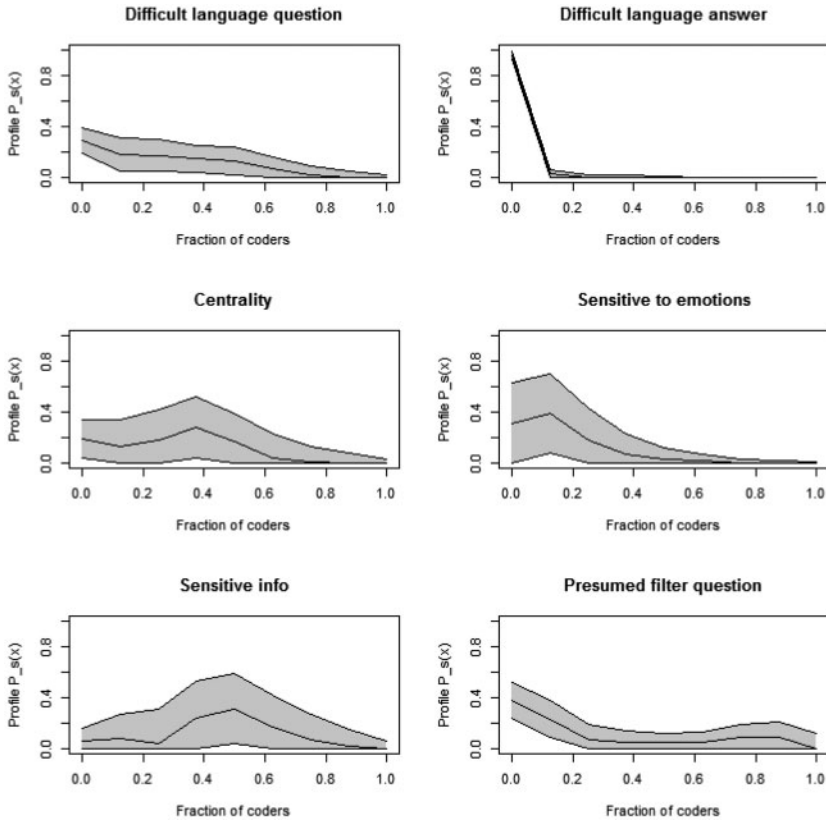 Difficult language question
Profile P_s(x)
0.0 0.4 0.8
0.0 0.2 0.4 0.6 0.8 1.0
Fraction of coders
Difficult language answer
Profile P_s(x)
0.0 0.4 0.8
0.0 0.2 0.4 0.6 0.8 1.0
Fraction of coders
Centrality
Profile P_s(x)
0.0 0.4 0.8
0.0 0.2 0.4 0.6 0.8 1.0
Fraction of coders
Sensitive to emotions
Profile P_s(x)
0.0 0.4 0.8
0.0 0.2 0.4 0.6 0.8 1.0
Fraction of coders
Sensitive info
Profile P_s(x)
0.0 0.4 0.8
0.0 0.2 0.4 0.6 0.8 1.0
Fraction of coders
Presumed filter question
Profile P_s(x)
0.0 0.4 0.8
0.0 0.2 0.4 0.6 0.8 1.0
Fraction of coders